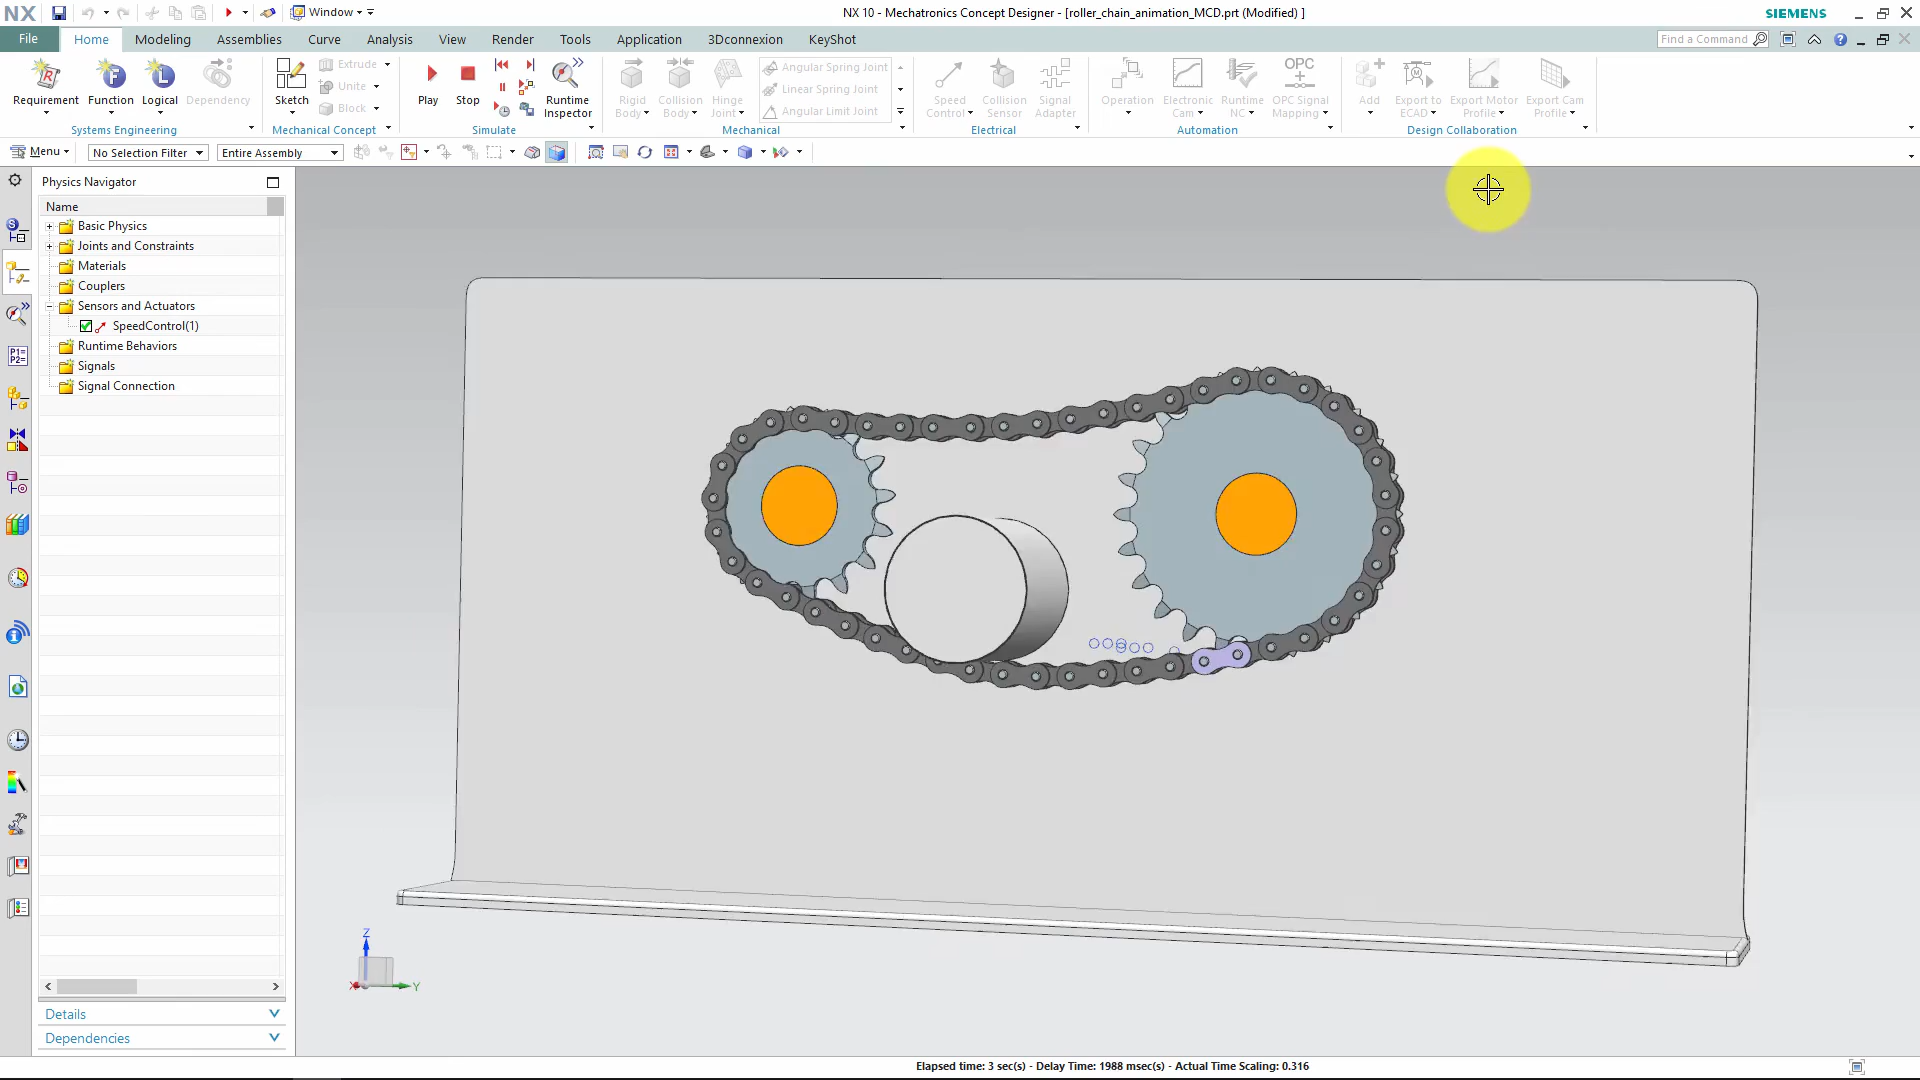 NX
Window
NX 10 - Mechatronics Concept Designer - [roller_chain_animation_MCD.prt (Modified) ]
SIEMENS
File
Home
Modeling
Assemblies
Curve
Analysis
View
Render
Tools
Application
3Dconnexion
KeyShot
Find a Command
Requirement
Function
Logical
Dependency
Systems Engineering
Sketch
Extrude
Unite
Block
Mechanical Concept
Play
Stop
Runtime Inspector
Simulate
Rigid Body
Collision Body
Hinge Joint
Angular Spring Joint
Linear Spring Joint
Angular Limit Joint
Mechanical
Speed Control
Collision Sensor
Signal Adapter
Electrical
Operation
Electronic Cam
Runtime NC
OPC
OPC Signal Mapping
Automation
Add
Export to ECAD
Export Motor Profile
Export Cam Profile
Design Collaboration
Menu
No Selection Filter
Entire Assembly
Physics Navigator
Name
Basic Physics
Joints and Constraints
Materials
Couplers
Sensors and Actuators
SpeedControl(1)
Runtime Behaviors
Signals
Signal Connection
P1=
P2=
Z
X
Y
Details
Dependencies
Elapsed time: 3 sec(s) - Delay Time: 1988 msec(s) - Actual Time Scaling: 0.316